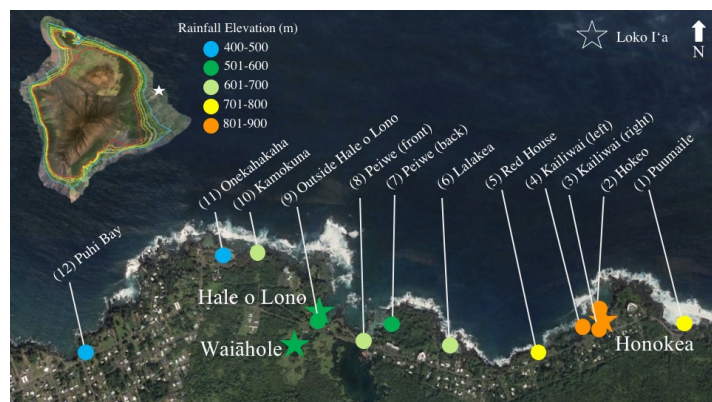 Rainfall Elevation (m)
400-500
501-600
601-700
701-800
801-900
Loko Iʻa
N
(12) Puhi Bay
(11) Onekahakaha
(10) Kamokuna
(9) Outside Hale o Lono
(8) Peiwe (front)
(7) Peiwe (back)
(6) Lalakea
(5) Red House
(4) Kailiwai (left)
(3) Kailiwai (right)
(2) Hokeo
(1) Puumaile
Hale o Lono
Waiāhole
Honokea